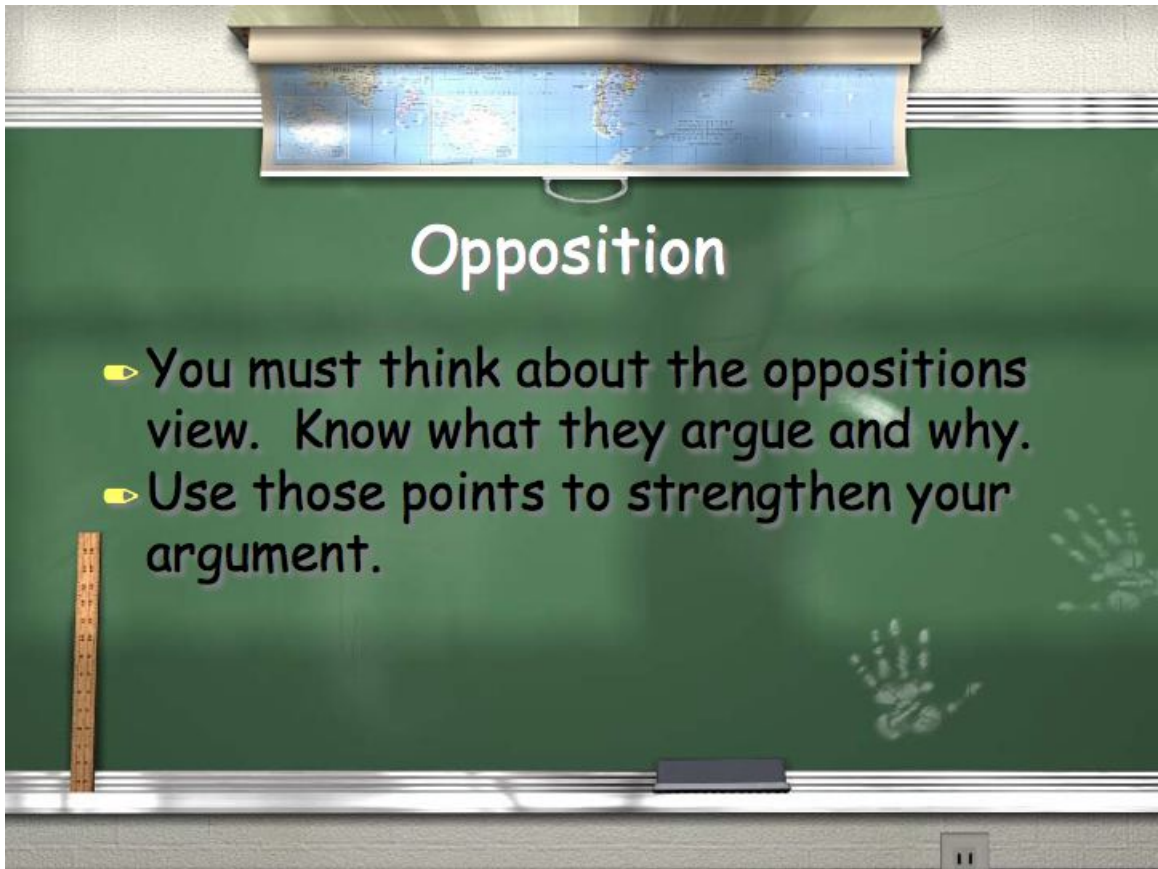 Opposition
You must think about the oppositions
view.  Know what they argue and why.
Use those points to strengthen your
argument.